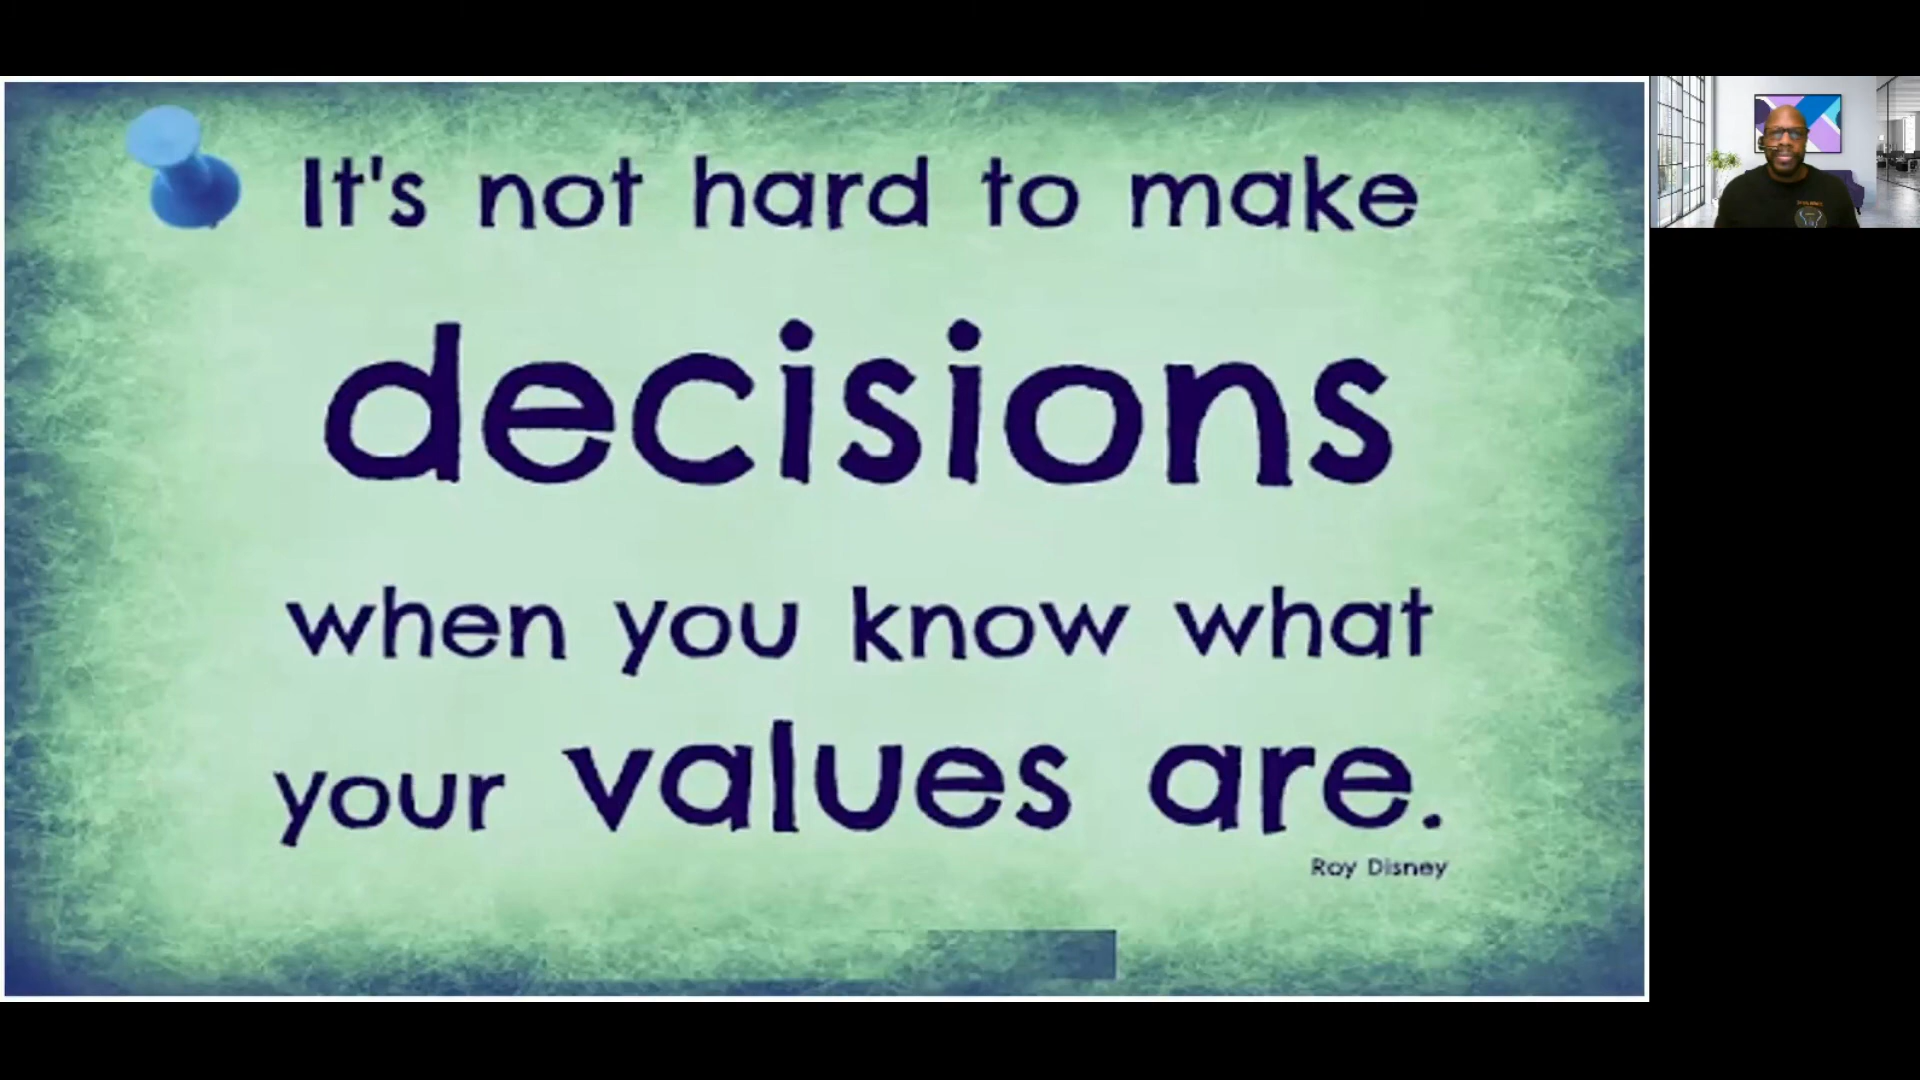 It's not hard to make
decisions
when you know what
your values are.
Roy Disney